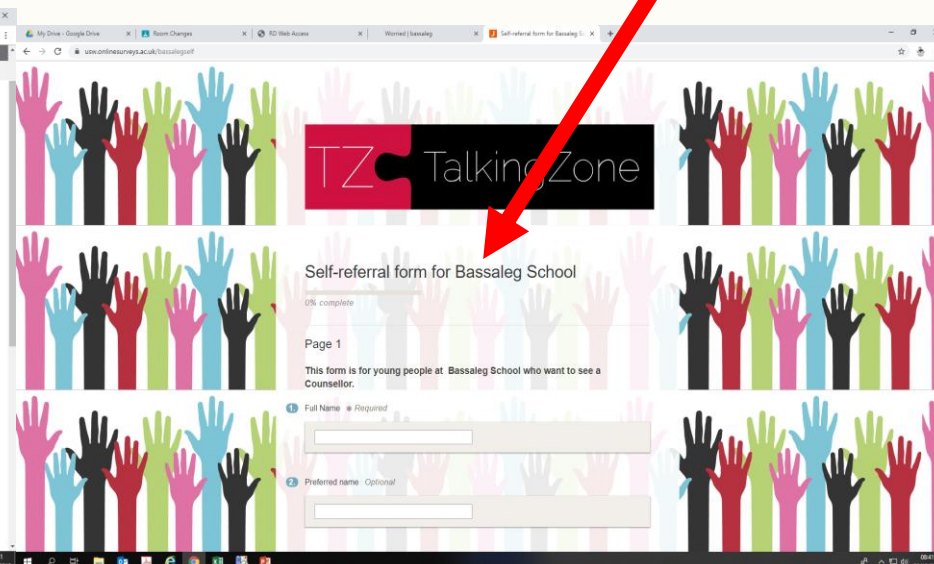 My Drive - Google Drive
Room Changes
RD Web Access
Worried | bassaleg
Self-referral form for Bassaleg S
usw.onlinesurveys.ac.uk/bassalegself
TZ TalkingZone
Self-referral form for Bassaleg School
0% complete
Page 1
This form is for young people at Bassaleg School who want to see a
Counsellor.
1. Full Name Required
2. Preferred name Optional